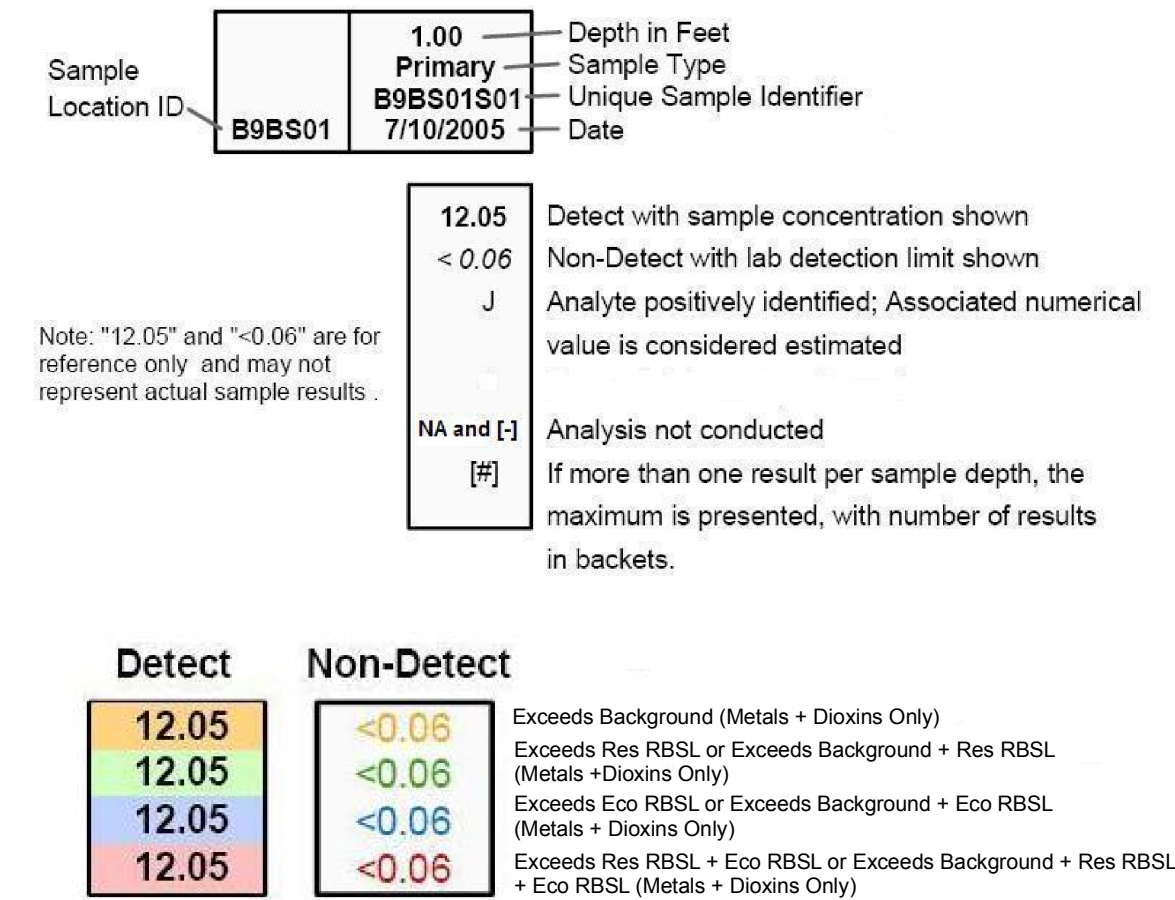 1.00
Depth in Feet
Primary
Sample Type
Sample
Location ID
B9BS01S01
Unique Sample Identifier
B9BS01
7/10/2005
Date
12.05
Detect with sample concentration shown
< 0.06
Non-Detect with lab detection limit shown
J
Analyte positively identified; Associated numerical
value is considered estimated
Note: "12.05" and "<0.06" are for
reference only and may not
represent actual sample results .
NA and [-]
Analysis not conducted
[#]
If more than one result per sample depth, the
maximum is presented, with number of results
in backets.
Detect
Non-Detect
12.05
<0.06
Exceeds Background (Metals + Dioxins Only)
12.05
<0.06
Exceeds Res RBSL or Exceeds Background + Res RBSL
(Metals +Dioxins Only)
12.05
<0.06
Exceeds Eco RBSL or Exceeds Background + Eco RBSL
(Metals + Dioxins Only)
12.05
<0.06
Exceeds Res RBSL + Eco RBSL or Exceeds Background + Res RBSL
+ Eco RBSL (Metals + Dioxins Only)